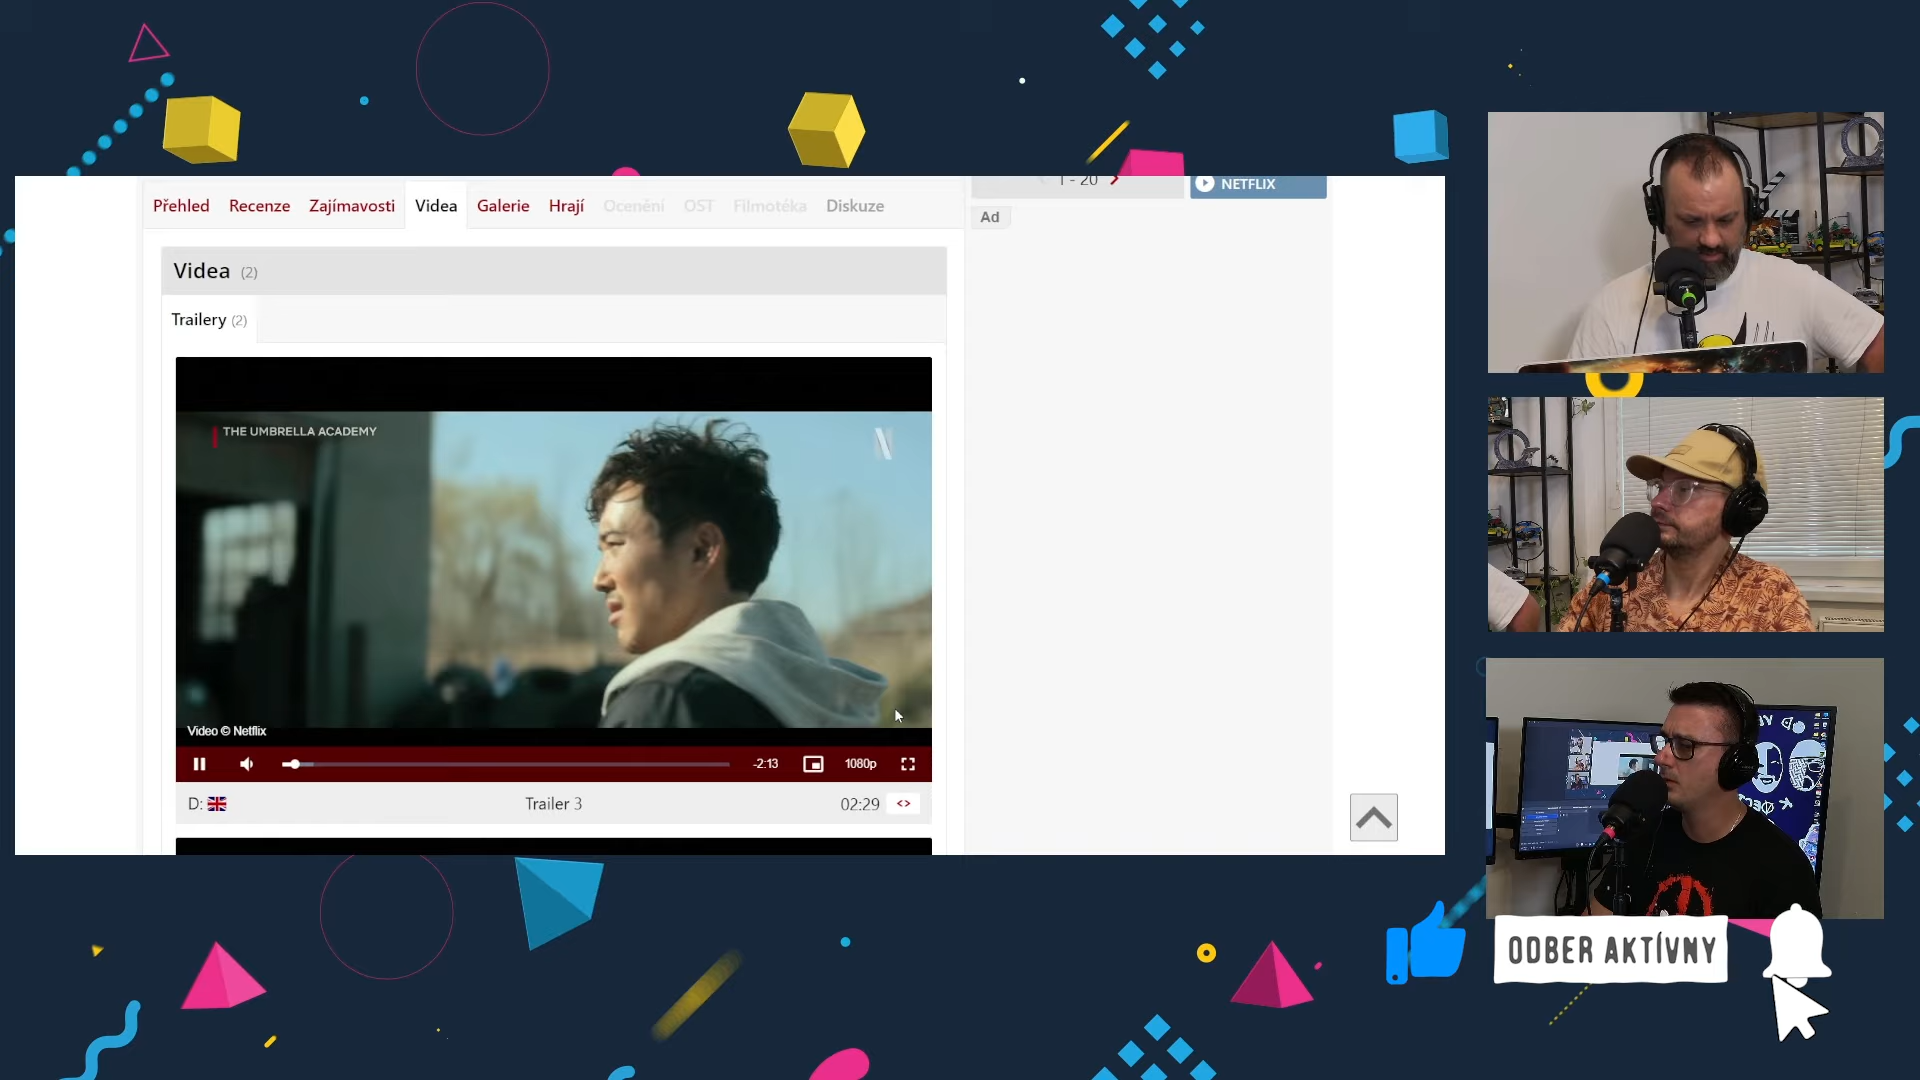 Přehled Recenze Zajímavosti Videa Galerie Hrají Ocenění OST Filmotéka Diskuze
1 - 20
NETFLIX
Ad
Videa (2)
Trailery (2)
THE UMBRELLA ACADEMY
Video © Netflix
-2:13 1080p
D: Trailer 3 02:29 <>
ODBER AKTÍVNY